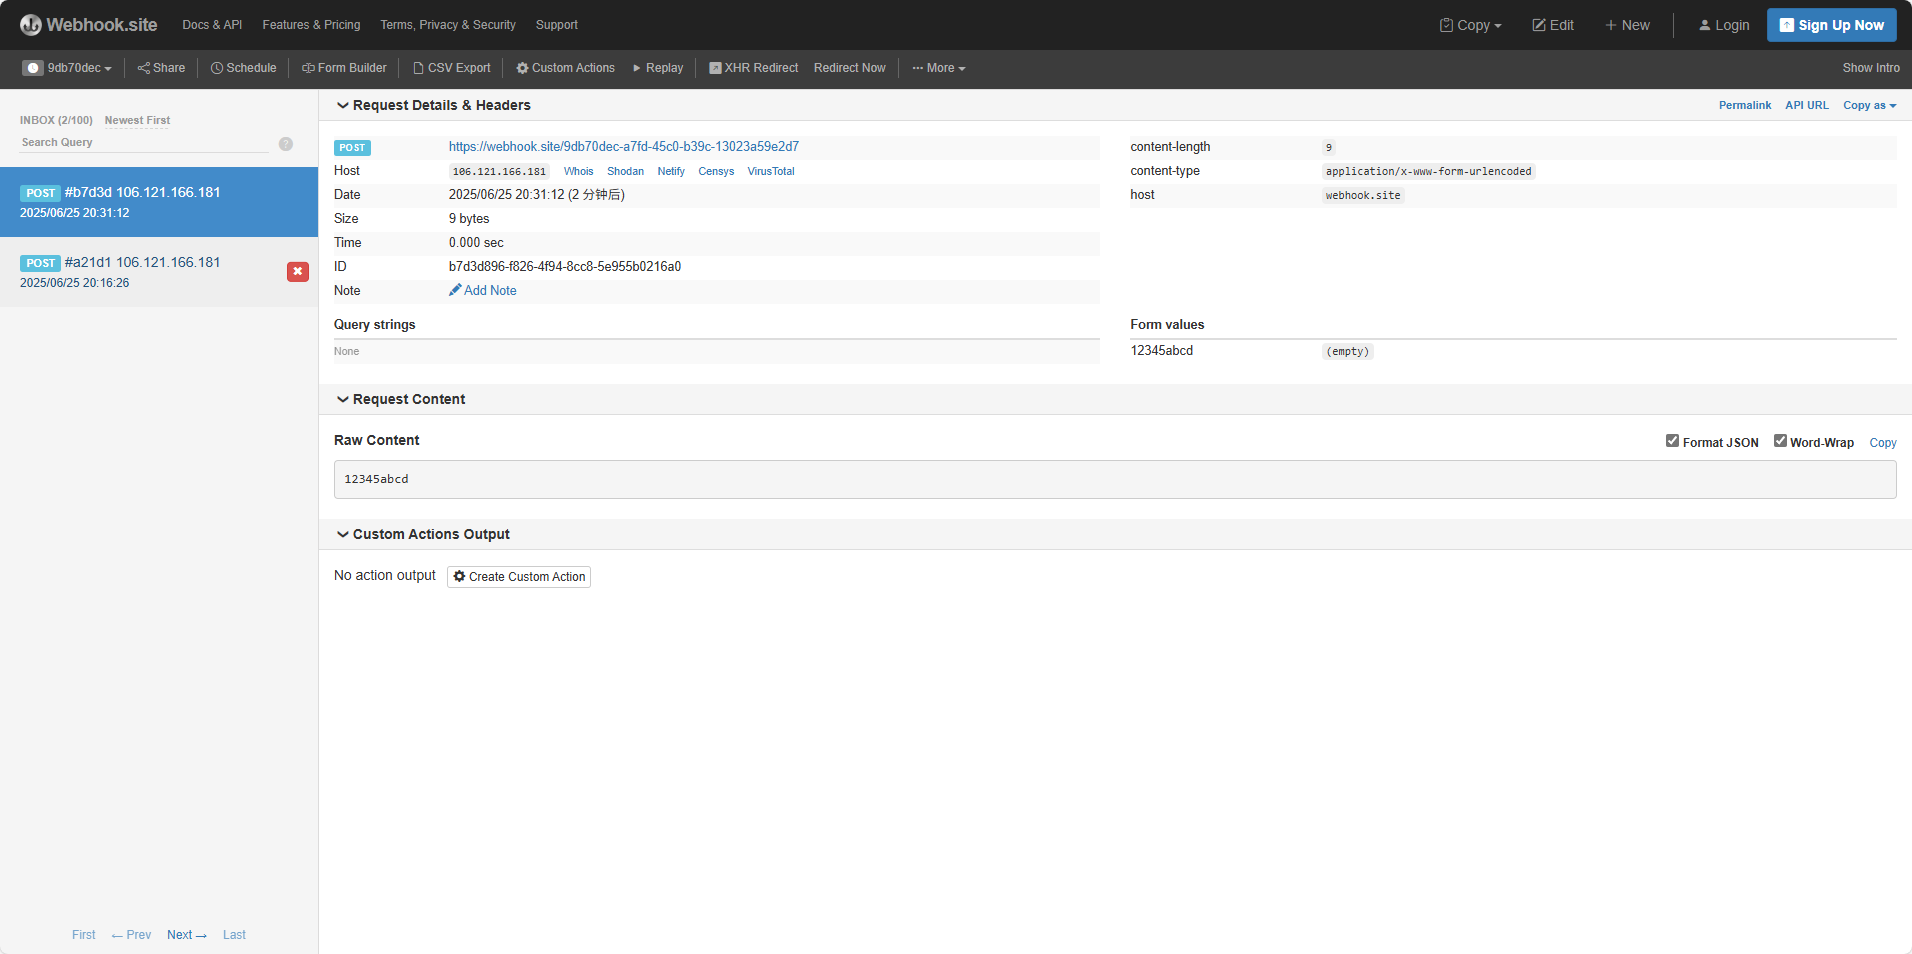 Webhook.site Docs & API Features & Pricing Terms, Privacy & Security Support Copy Edit New Login Sign Up Now
9db70dec Share Schedule Form Builder CSV Export Custom Actions Replay XHR Redirect Redirect Now More Show Intro
INBOX (2/100) Newest First
Search Query ?
POST #b7d3d 106.121.166.181
2025/06/25 20:31:12
POST #a21d1 106.121.166.181
2025/06/25 20:16:26
First ← Prev Next → Last
Request Details & Headers Permalink API URL Copy as
POST https://webhook.site/9db70dec-a7fd-45c0-b39c-13023a59e2d7
Host 106.121.166.181 Whois Shodan Netify Censys VirusTotal
Date 2025/06/25 20:31:12 (2 分钟后)
Size 9 bytes
Time 0.000 sec
ID b7d3d896-f826-4f94-8cc8-5e955b0216a0
Note Add Note
content-length 9
content-type application/x-www-form-urlencoded
host webhook.site
Query strings
None
Form values
12345abcd (empty)
Request Content
Raw Content Format JSON Word-Wrap Copy
12345abcd
Custom Actions Output
No action output Create Custom Action